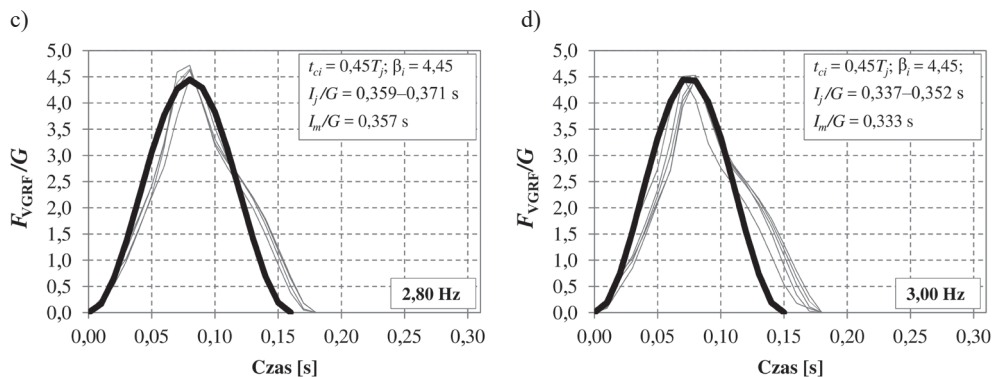 c)
5,0
4,5
4,0
3,5
3,0
2,5
2,0
1,5
1,0
0,5
0,0
F_VGRF/G
t_ci = 0,45T_j; β_i = 4,45
I_j/G = 0,359–0,371 s
I_m/G = 0,357 s
2,80 Hz
0,00 0,05 0,10 0,15 0,20 0,25 0,30
Czas [s]
d)
5,0
4,5
4,0
3,5
3,0
2,5
2,0
1,5
1,0
0,5
0,0
F_VGRF/G
t_ci = 0,45T_j; β_i = 4,45;
I_j/G = 0,337–0,352 s
I_m/G = 0,333 s
3,00 Hz
0,00 0,05 0,10 0,15 0,20 0,25 0,30
Czas [s]